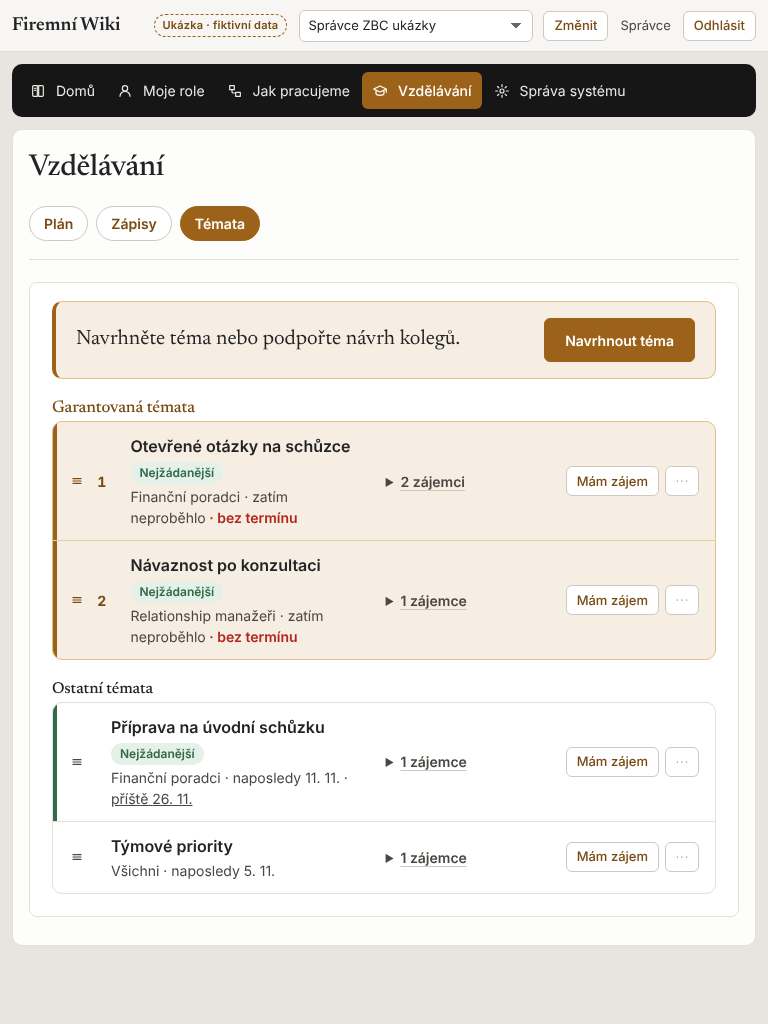 Firemní Wiki
Ukázka · fiktivní data
Správce ZBC ukázky
Změnit
Správce
Odhlásit
Domů
Moje role
Jak pracujeme
Vzdělávání
Správa systému
Vzdělávání
Plán
Zápisy
Témata
Navrhněte téma nebo podpořte návrh kolegů.
Navrhnout téma
Garantovaná témata
1
Otevřené otázky na schůzce
Nejžádanější
Finanční poradci · zatím
neproběhlo · bez termínu
2 zájemci
Mám zájem
···
2
Návaznost po konzultaci
Nejžádanější
Relationship manažeři · zatím
neproběhlo · bez termínu
1 zájemce
Mám zájem
···
Ostatní témata
Příprava na úvodní schůzku
Nejžádanější
Finanční poradci · naposledy 11. 11. ·
příště 26. 11.
1 zájemce
Mám zájem
···
Týmové priority
Všichni · naposledy 5. 11.
1 zájemce
Mám zájem
···